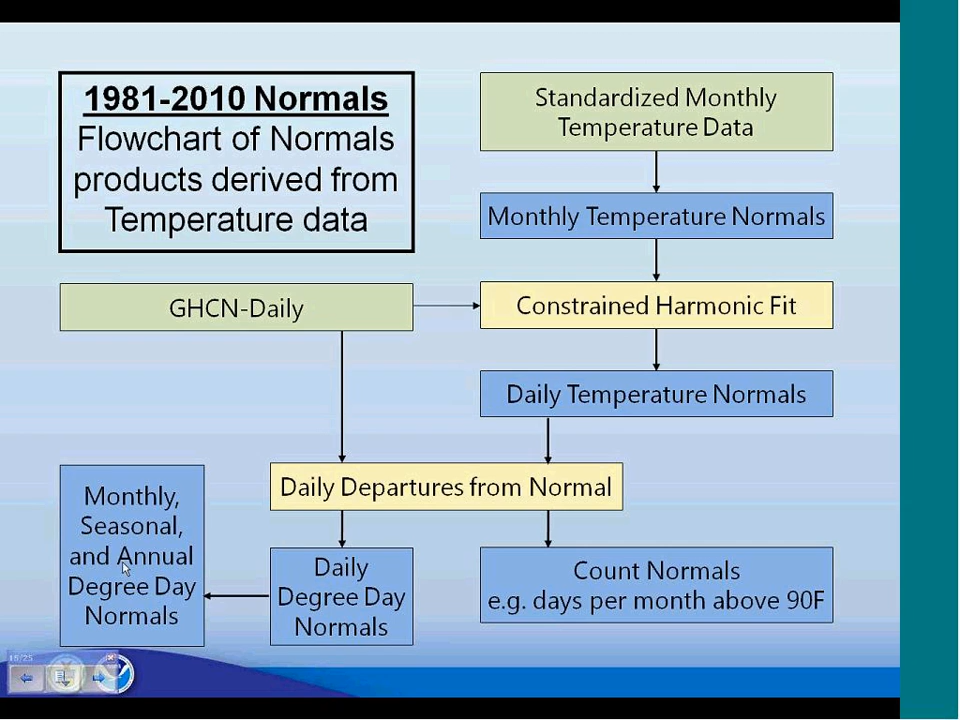 1981-2010 Normals
Flowchart of Normals
products derived from
Temperature data
Standardized Monthly
Temperature Data
Monthly Temperature Normals
GHCN-Daily
Constrained Harmonic Fit
Daily Temperature Normals
Daily Departures from Normal
Monthly,
Seasonal,
and Annual
Degree Day
Normals
Daily
Degree Day
Normals
Count Normals
e.g. days per month above 90F
15/25